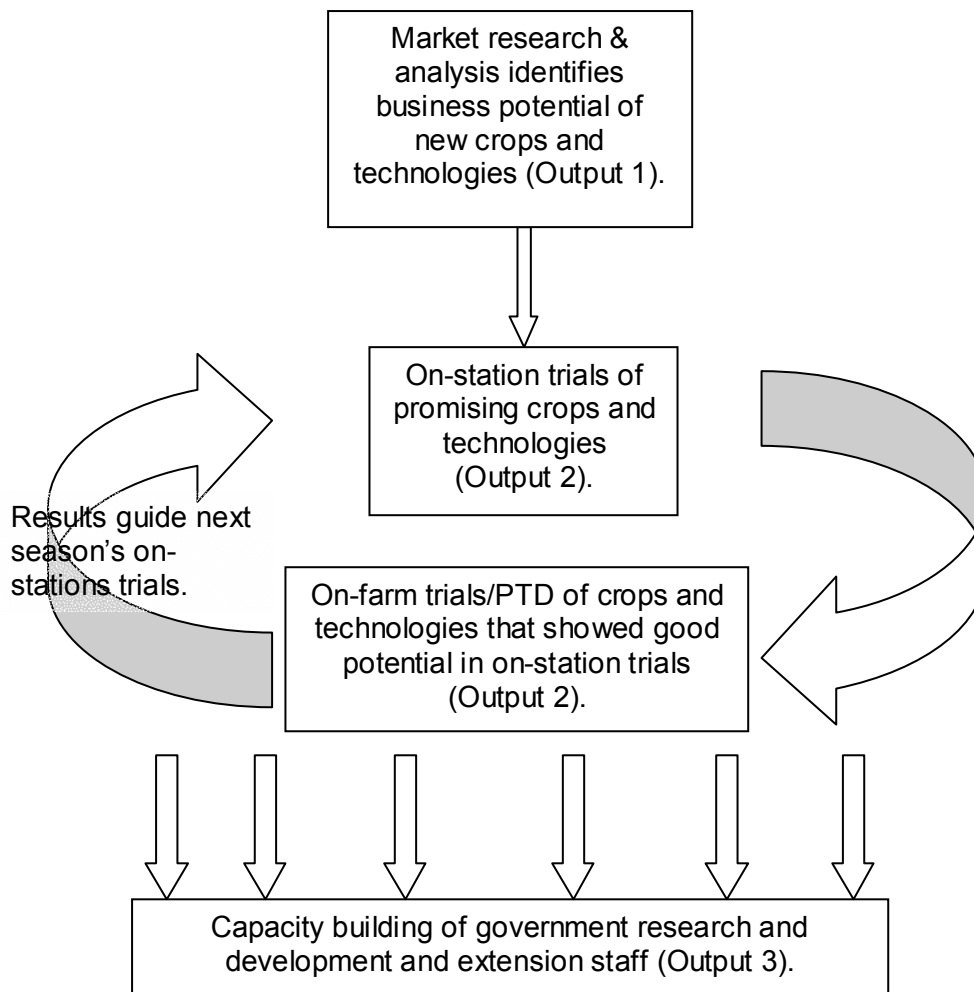 Market research &
analysis identifies
business potential of
new crops and
technologies (Output 1).
On-station trials of
promising crops and
technologies
(Output 2).
Results guide next
season’s on-
stations trials.
On-farm trials/PTD of crops and
technologies that showed good
potential in on-station trials
(Output 2).
Capacity building of government research and
development and extension staff (Output 3).